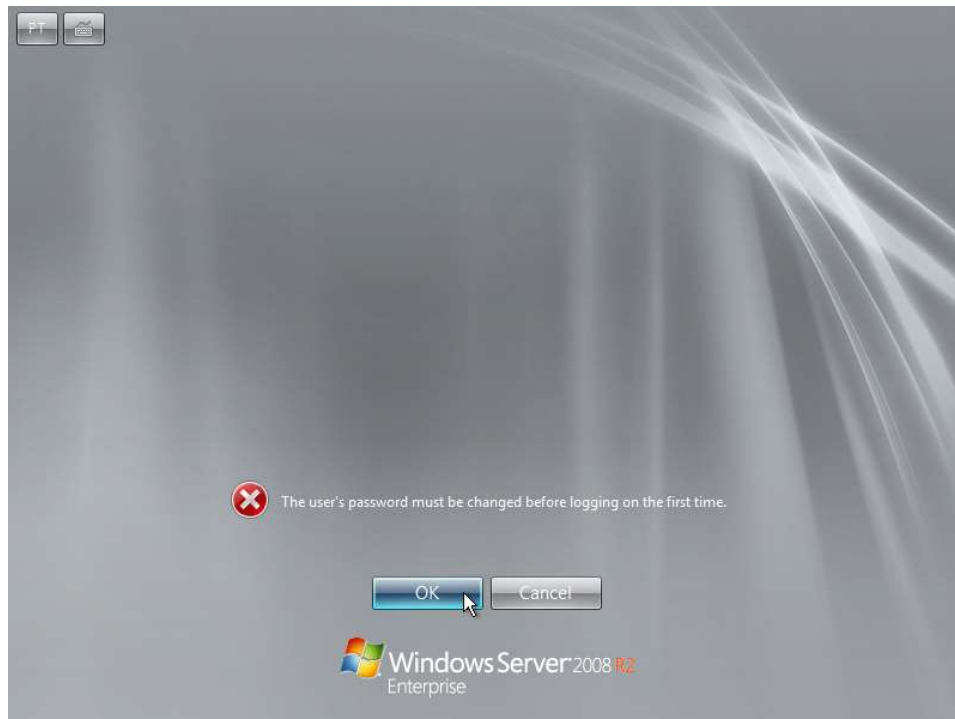 PT
The user's password must be changed before logging on the first time.
OK
Cancel
Windows Server 2008 R2
Enterprise